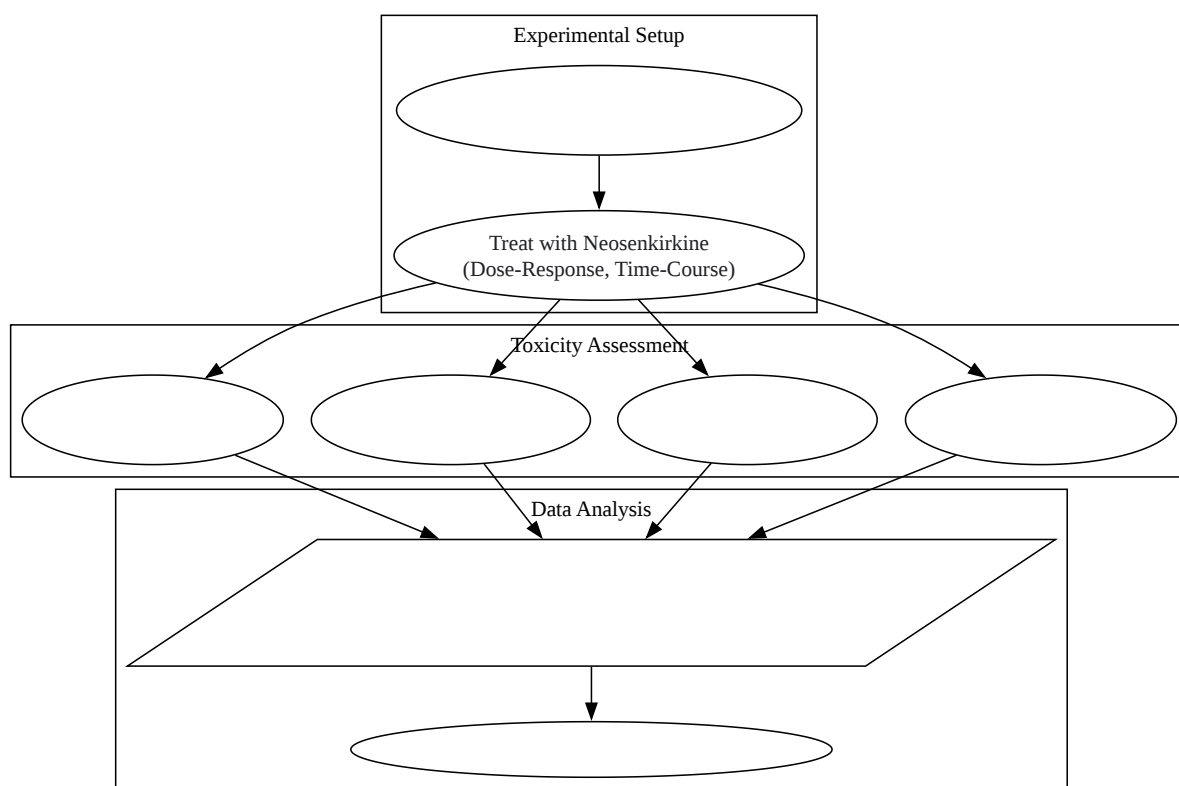 Experimental Setup
Treat with Neosenkirkine
(Dose-Response, Time-Course)
Toxicity Assessment
Data Analysis